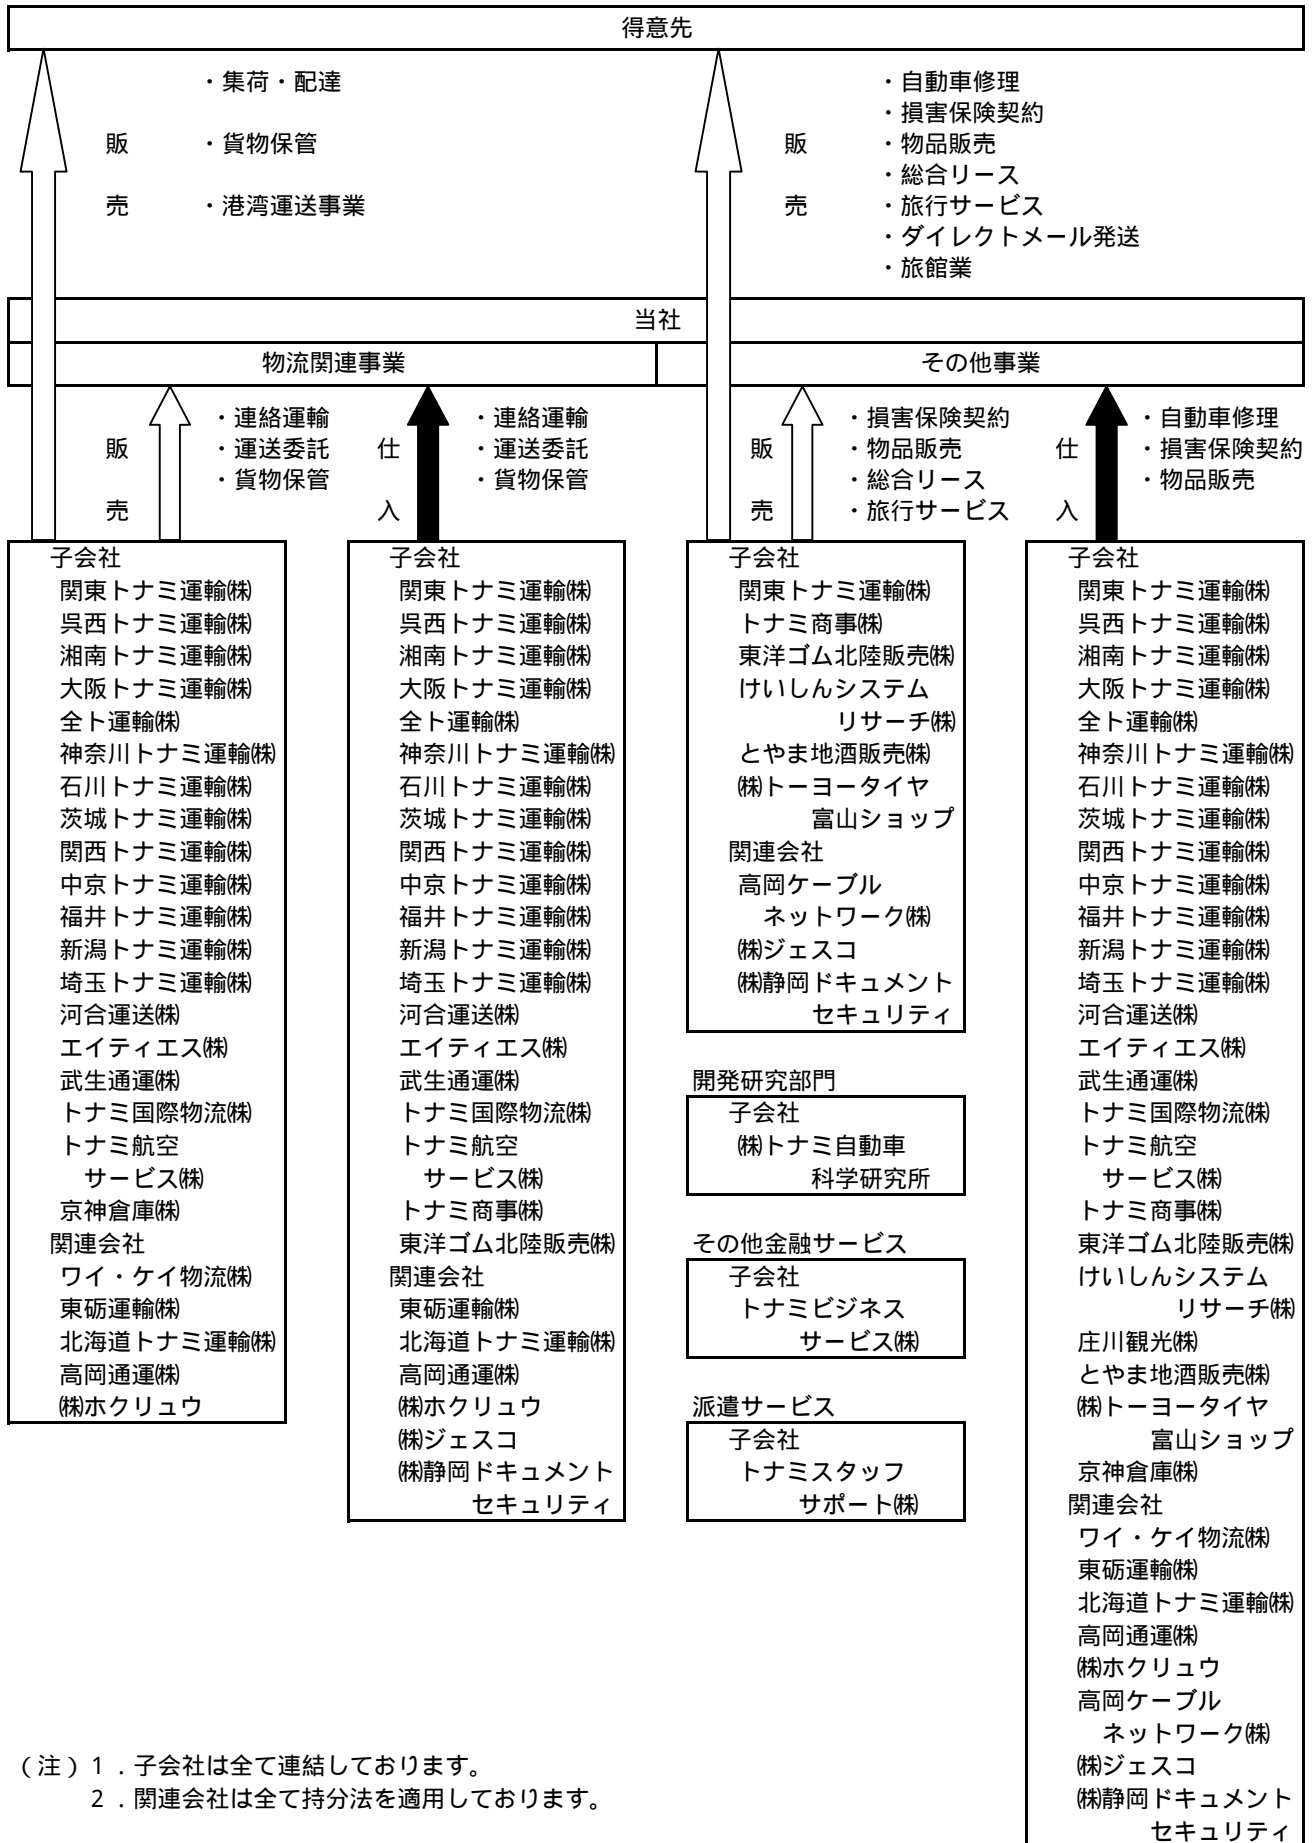 得意先
・集荷・配達
販 ・貨物保管
売 ・港湾運送事業
・自動車修理
・損害保険契約
販 ・物品販売
・総合リース
売 ・旅行サービス
・ダイレクトメール発送
・旅館業
当社
物流関連事業
その他事業
・連絡運輸
販 ・運送委託
・貨物保管
売
・連絡運輸
仕 ・運送委託
・貨物保管
入
・損害保険契約
販 ・物品販売
・総合リース
売 ・旅行サービス
・自動車修理
仕 ・損害保険契約
・物品販売
入
子会社
関東トナミ運輸㈱
呉西トナミ運輸㈱
湘南トナミ運輸㈱
大阪トナミ運輸㈱
全ト運輸㈱
神奈川トナミ運輸㈱
石川トナミ運輸㈱
茨城トナミ運輸㈱
関西トナミ運輸㈱
中京トナミ運輸㈱
福井トナミ運輸㈱
新潟トナミ運輸㈱
埼玉トナミ運輸㈱
河合運送㈱
エイティエス㈱
武生通運㈱
トナミ国際物流㈱
トナミ航空
サービス㈱
京神倉庫㈱
関連会社
ワイ・ケイ物流㈱
東砺運輸㈱
北海道トナミ運輸㈱
高岡通運㈱
㈱ホクリュウ
子会社
関東トナミ運輸㈱
呉西トナミ運輸㈱
湘南トナミ運輸㈱
大阪トナミ運輸㈱
全ト運輸㈱
神奈川トナミ運輸㈱
石川トナミ運輸㈱
茨城トナミ運輸㈱
関西トナミ運輸㈱
中京トナミ運輸㈱
福井トナミ運輸㈱
新潟トナミ運輸㈱
埼玉トナミ運輸㈱
河合運送㈱
エイティエス㈱
武生通運㈱
トナミ国際物流㈱
トナミ航空
サービス㈱
トナミ商事㈱
東洋ゴム北陸販売㈱
関連会社
東砺運輸㈱
北海道トナミ運輸㈱
高岡通運㈱
㈱ホクリュウ
㈱ジェスコ
㈱静岡ドキュメント
セキュリティ
子会社
関東トナミ運輸㈱
トナミ商事㈱
東洋ゴム北陸販売㈱
けいしんシステム
リサーチ㈱
とやま地酒販売㈱
㈱トーヨータイヤ
富山ショップ
関連会社
高岡ケーブル
ネットワーク㈱
㈱ジェスコ
㈱静岡ドキュメント
セキュリティ
開発研究部門
子会社
㈱トナミ自動車
科学研究所
その他金融サービス
子会社
トナミビジネス
サービス㈱
派遣サービス
子会社
トナミスタッフ
サポート㈱
子会社
関東トナミ運輸㈱
呉西トナミ運輸㈱
湘南トナミ運輸㈱
大阪トナミ運輸㈱
全ト運輸㈱
神奈川トナミ運輸㈱
石川トナミ運輸㈱
茨城トナミ運輸㈱
関西トナミ運輸㈱
中京トナミ運輸㈱
福井トナミ運輸㈱
新潟トナミ運輸㈱
埼玉トナミ運輸㈱
河合運送㈱
エイティエス㈱
武生通運㈱
トナミ国際物流㈱
トナミ航空
サービス㈱
トナミ商事㈱
東洋ゴム北陸販売㈱
けいしんシステム
リサーチ㈱
庄川観光㈱
とやま地酒販売㈱
㈱トーヨータイヤ
富山ショップ
京神倉庫㈱
関連会社
ワイ・ケイ物流㈱
東砺運輸㈱
北海道トナミ運輸㈱
高岡通運㈱
㈱ホクリュウ
高岡ケーブル
ネットワーク㈱
㈱ジェスコ
㈱静岡ドキュメント
セキュリティ
（注）1．子会社は全て連結しております。
2．関連会社は全て持分法を適用しております。